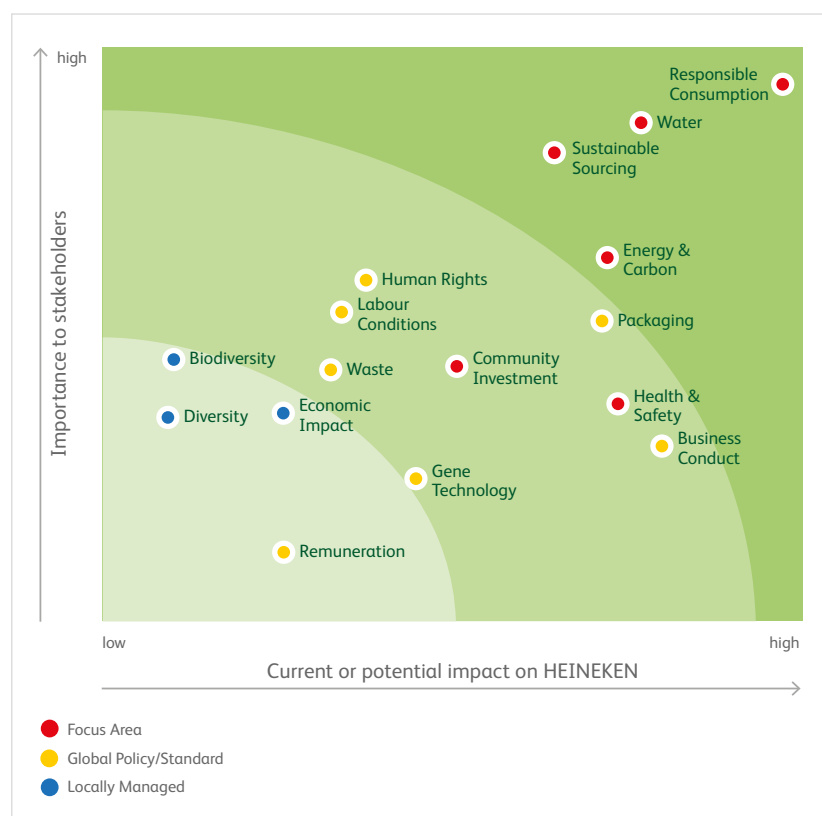 high
Responsible
Consumption
Water
Sustainable
Sourcing
Energy &
Carbon
Human Rights
Labour
Conditions
Packaging
Biodiversity
Waste
Community
Investment
Health &
Safety
Economic
Impact
Diversity
Business
Conduct
Gene
Technology
Remuneration
Importance to stakeholders
low
high
Current or potential impact on HEINEKEN
Focus Area
Global Policy/Standard
Locally Managed